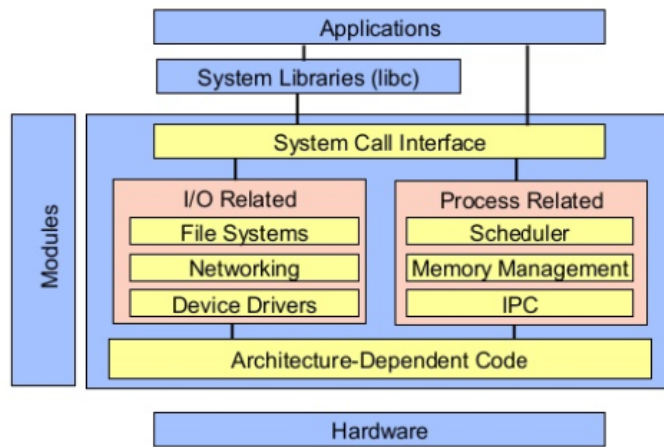 Applications
System Libraries (libc)
System Call Interface
Modules
I/O Related
File Systems
Networking
Device Drivers
Process Related
Scheduler
Memory Management
IPC
Architecture-Dependent Code
Hardware